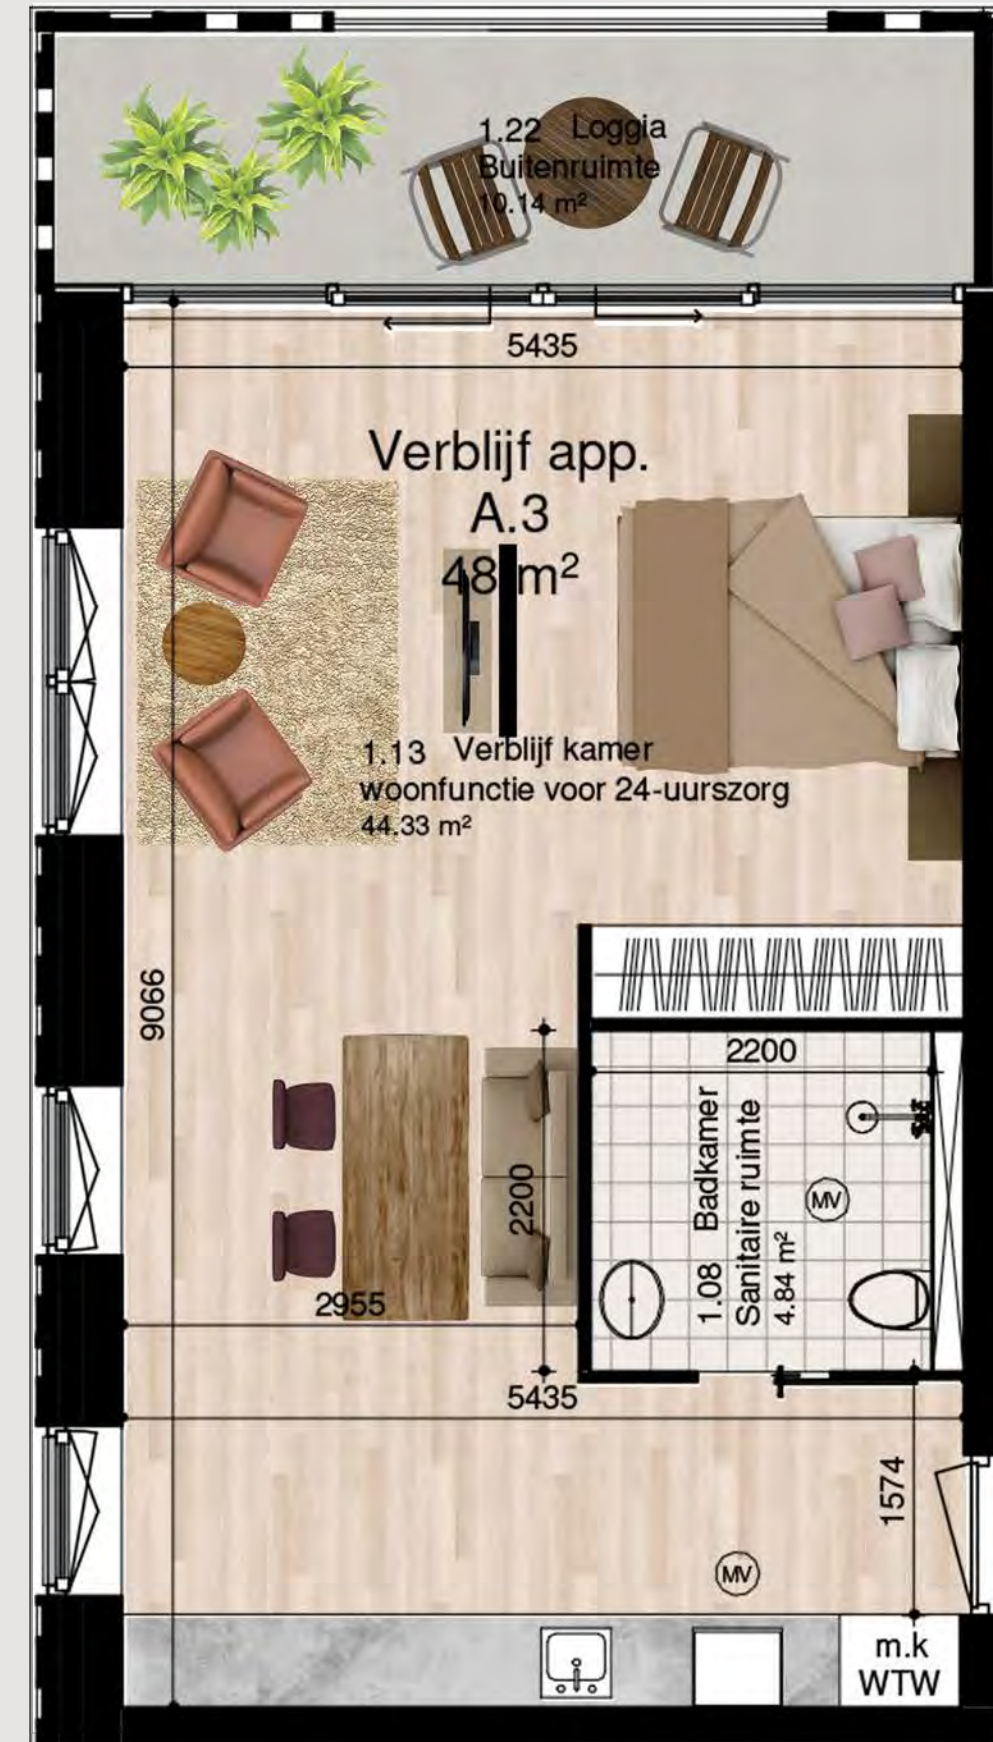 1.22 Loggia
Buitenruimte
10.14 m²
5435
Verblijf app.
A.3
48 m²
1.13 Verblijf kamer
woonfunctie voor 24-uurszorg
44.33 m²
9066
2200
2200
1.08 Badkamer
Sanitaire ruimte
4.84 m²
MV
2955
5435
1574
MV
m.k
WTW